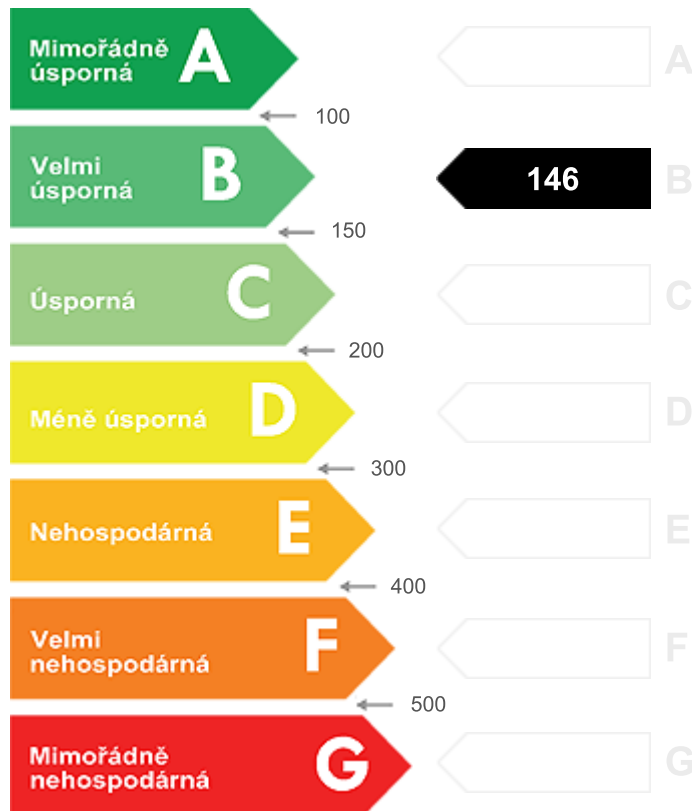 Mimořádně
úsporná
A
A
100
Velmi
úsporná
B
146
B
150
Úsporná
C
C
200
Méně úsporná
D
D
300
Nehospodárná
E
E
400
Velmi
nehospodárná
F
F
500
Mimořádně
nehospodárná
G
G